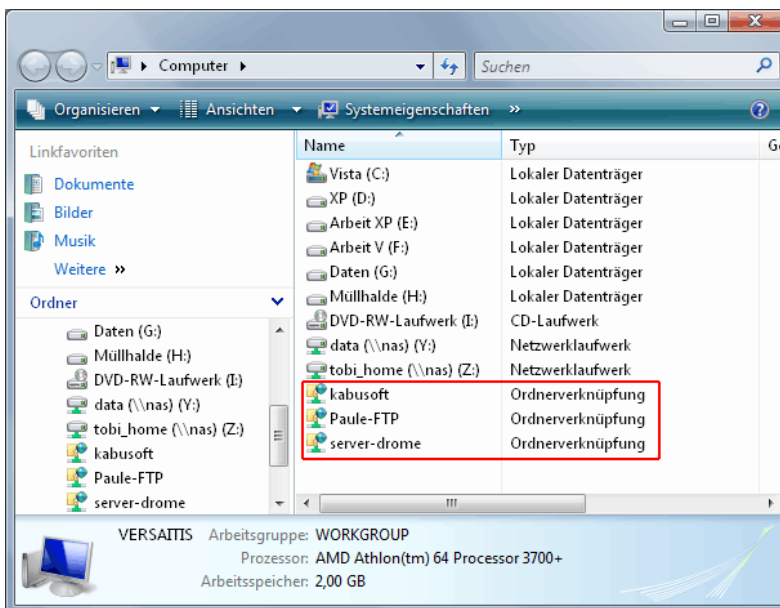 Computer
Suchen
Organisieren Ansichten Systemeigenschaften »
Linkfavoriten
Dokumente
Bilder
Musik
Weitere »
Ordner
Daten (G:)
Müllhalde (H:)
DVD-RW-Laufwerk (I:)
data (\\nas) (Y:)
tobi_home (\\nas) (Z:)
kabusoft
Paule-FTP
server-drome
Name Typ G
Vista (C:) Lokaler Datenträger
XP (D:) Lokaler Datenträger
Arbeit XP (E:) Lokaler Datenträger
Arbeit V (F:) Lokaler Datenträger
Daten (G:) Lokaler Datenträger
Müllhalde (H:) Lokaler Datenträger
DVD-RW-Laufwerk (I:) CD-Laufwerk
data (\\nas) (Y:) Netzwerklaufwerk
tobi_home (\\nas) (Z:) Netzwerklaufwerk
kabusoft Ordnerverknüpfung
Paule-FTP Ordnerverknüpfung
server-drome Ordnerverknüpfung
VERSAITIS Arbeitsgruppe: WORKGROUP
Prozessor: AMD Athlon(tm) 64 Processor 3700+
Arbeitsspeicher: 2,00 GB